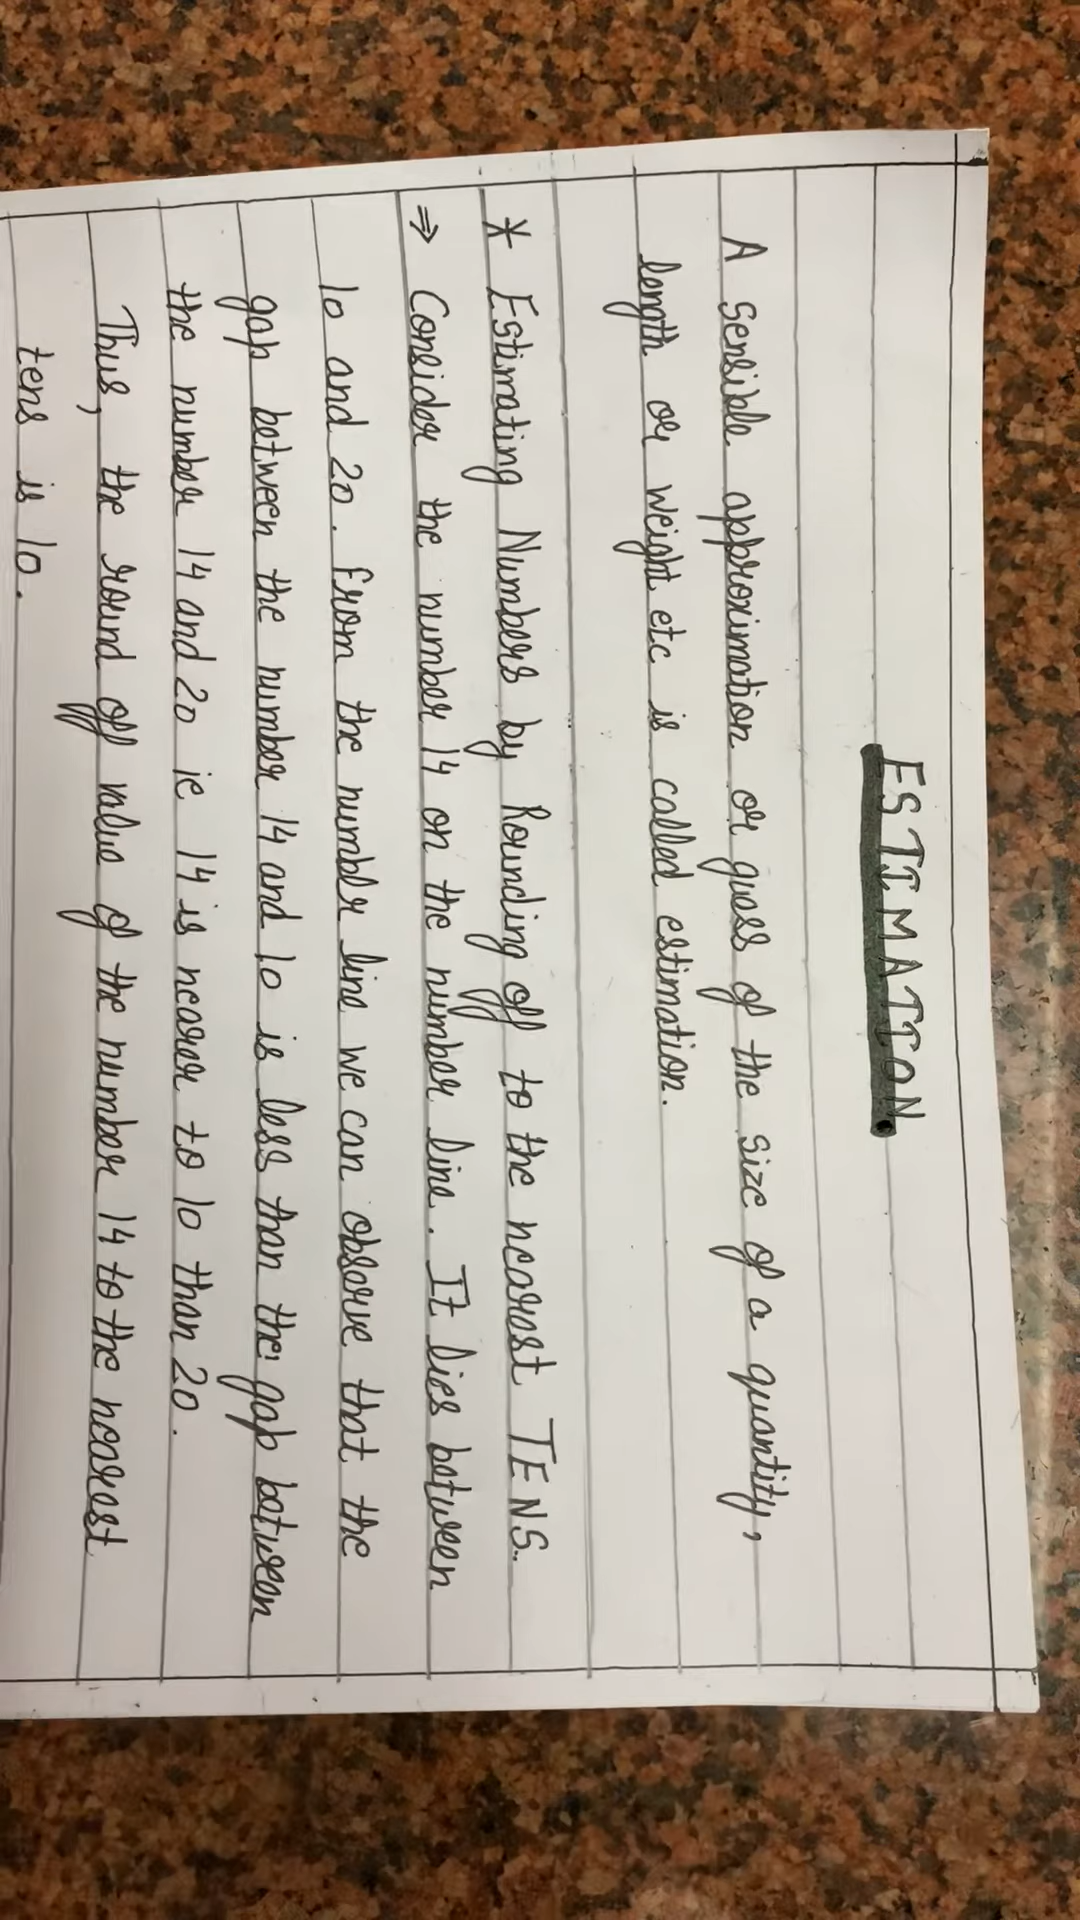 ESTIMATION
A Sensible approximation or guess of the size of a quantity,
length or weight etc is called estimation.
* Estimating Numbers by Rounding off to the nearest TENS.
⇒ Consider the number 14 on the number line. It lies between
10 and 20. From the number line we can observe that the
gap between the number 14 and 10 is less than the gap between
the number 14 and 20 ie 14 is nearer to 10 than 20.
Thus, the round off value of the number 14 to the nearest
tens is 10.